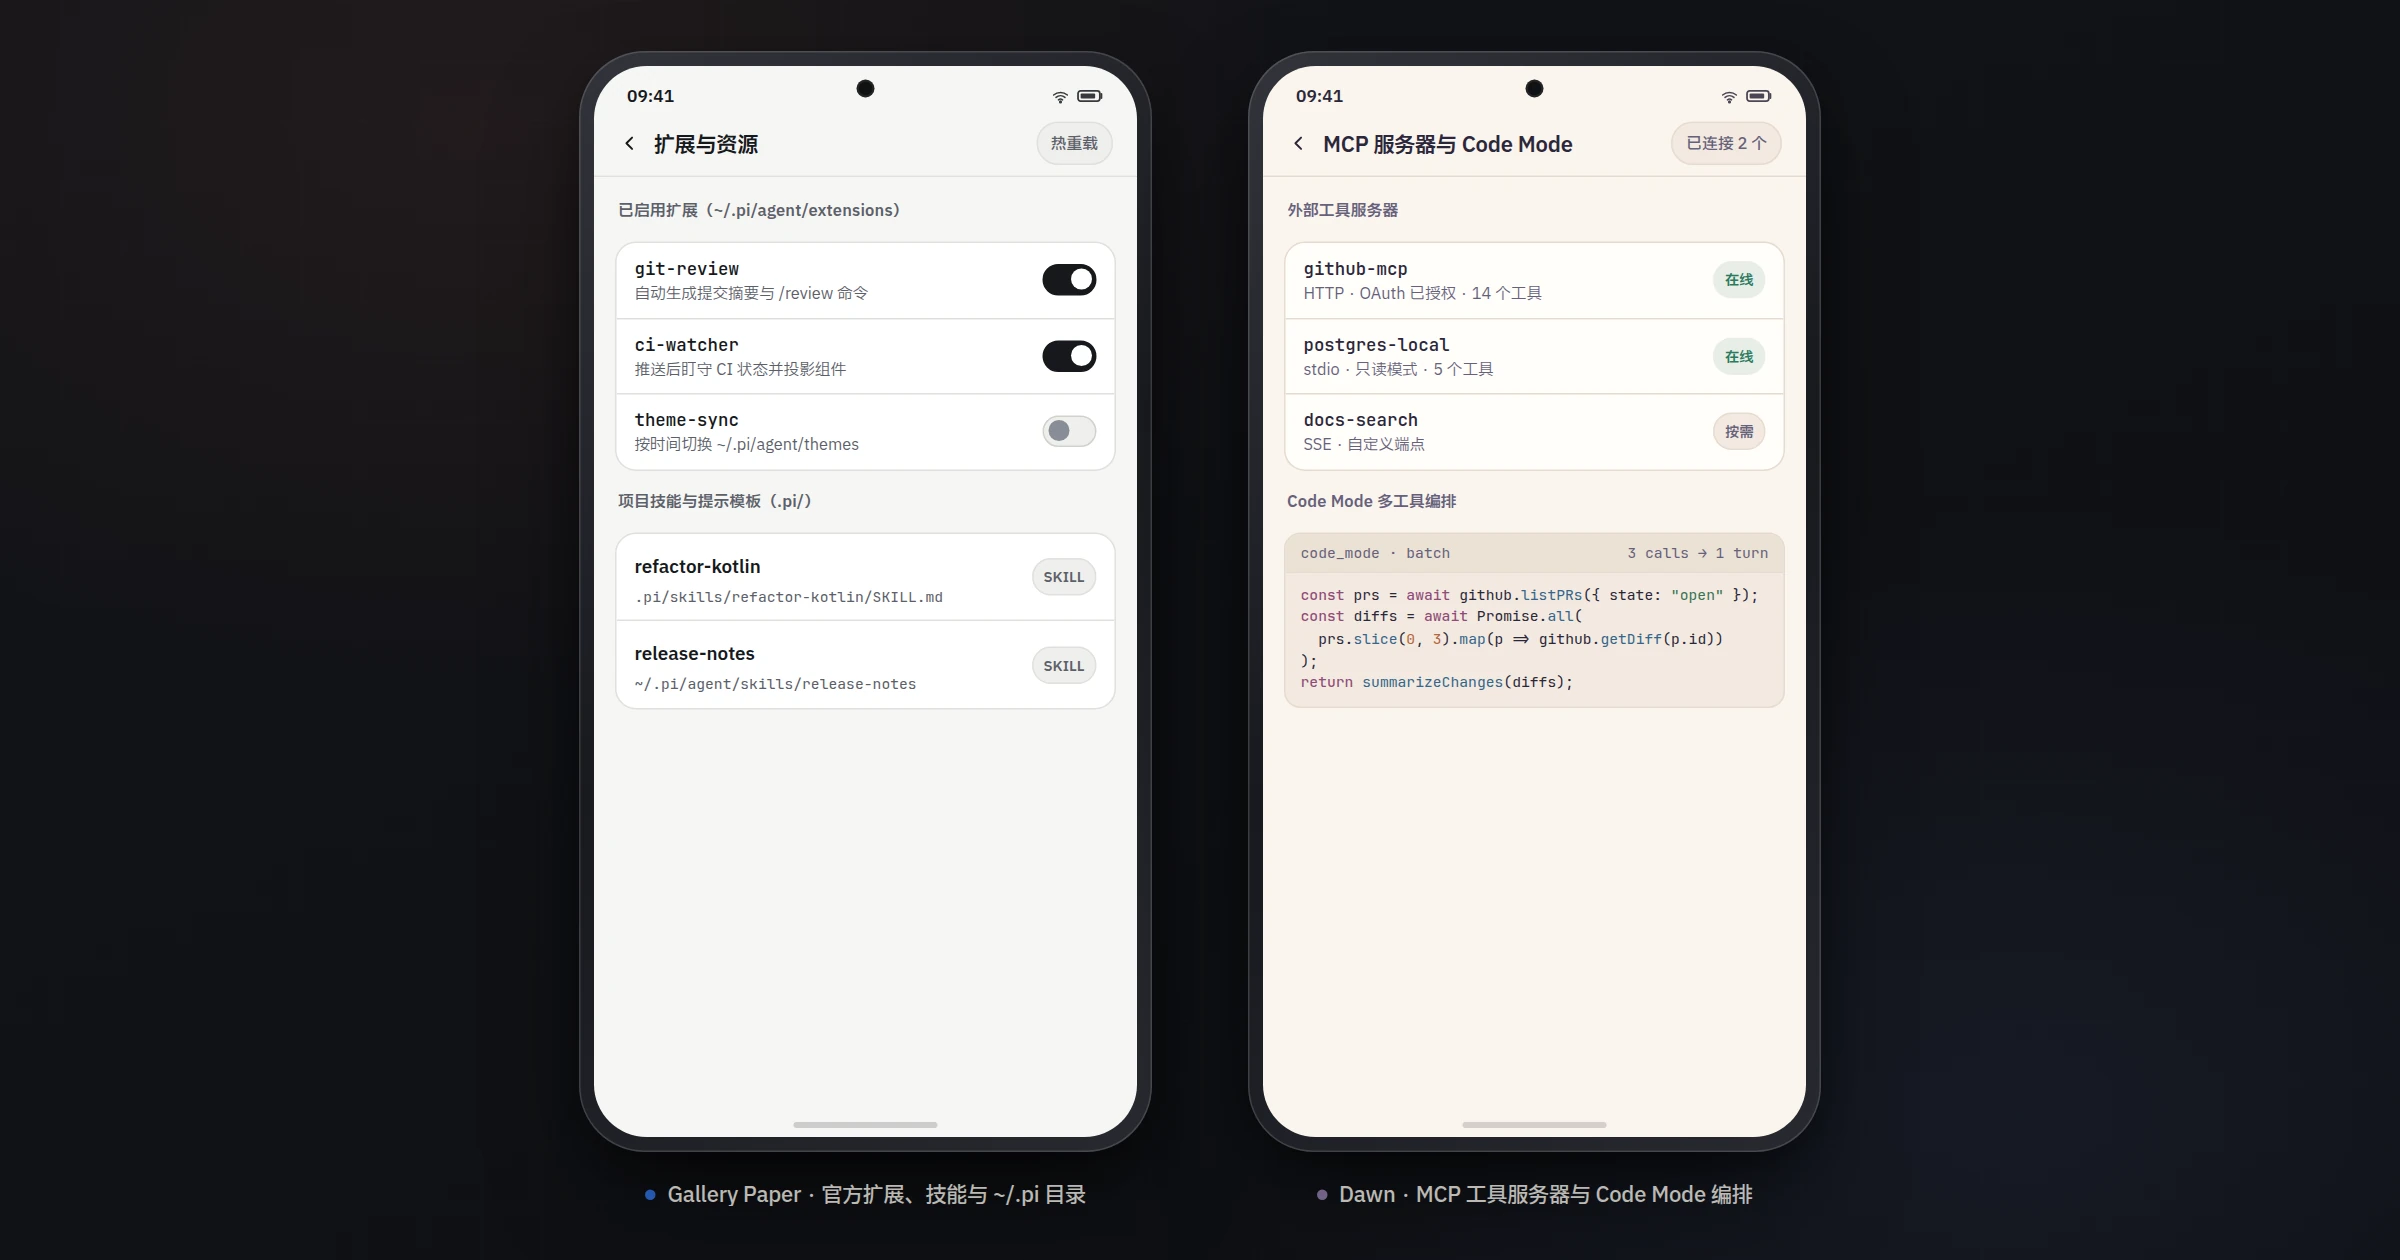 09:41
扩展与资源
热重载
已启用扩展（~/.pi/agent/extensions）
git-review
自动生成提交摘要与 /review 命令
ci-watcher
推送后盯守 CI 状态并投影组件
theme-sync
按时间切换 ~/.pi/agent/themes
项目技能与提示模板（.pi/）
refactor-kotlin
.pi/skills/refactor-kotlin/SKILL.md
SKILL
release-notes
~/.pi/agent/skills/release-notes
SKILL
Gallery Paper · 官方扩展、技能与 ~/.pi 目录
09:41
MCP 服务器与 Code Mode
已连接 2 个
外部工具服务器
github-mcp
HTTP · OAuth 已授权 · 14 个工具
在线
postgres-local
stdio · 只读模式 · 5 个工具
在线
docs-search
SSE · 自定义端点
按需
Code Mode 多工具编排
code_mode · batch
3 calls → 1 turn
const prs = await github.listPRs({ state: "open" });
const diffs = await Promise.all(
  prs.slice(0, 3).map(p => github.getDiff(p.id))
);
return summarizeChanges(diffs);
Dawn · MCP 工具服务器与 Code Mode 编排